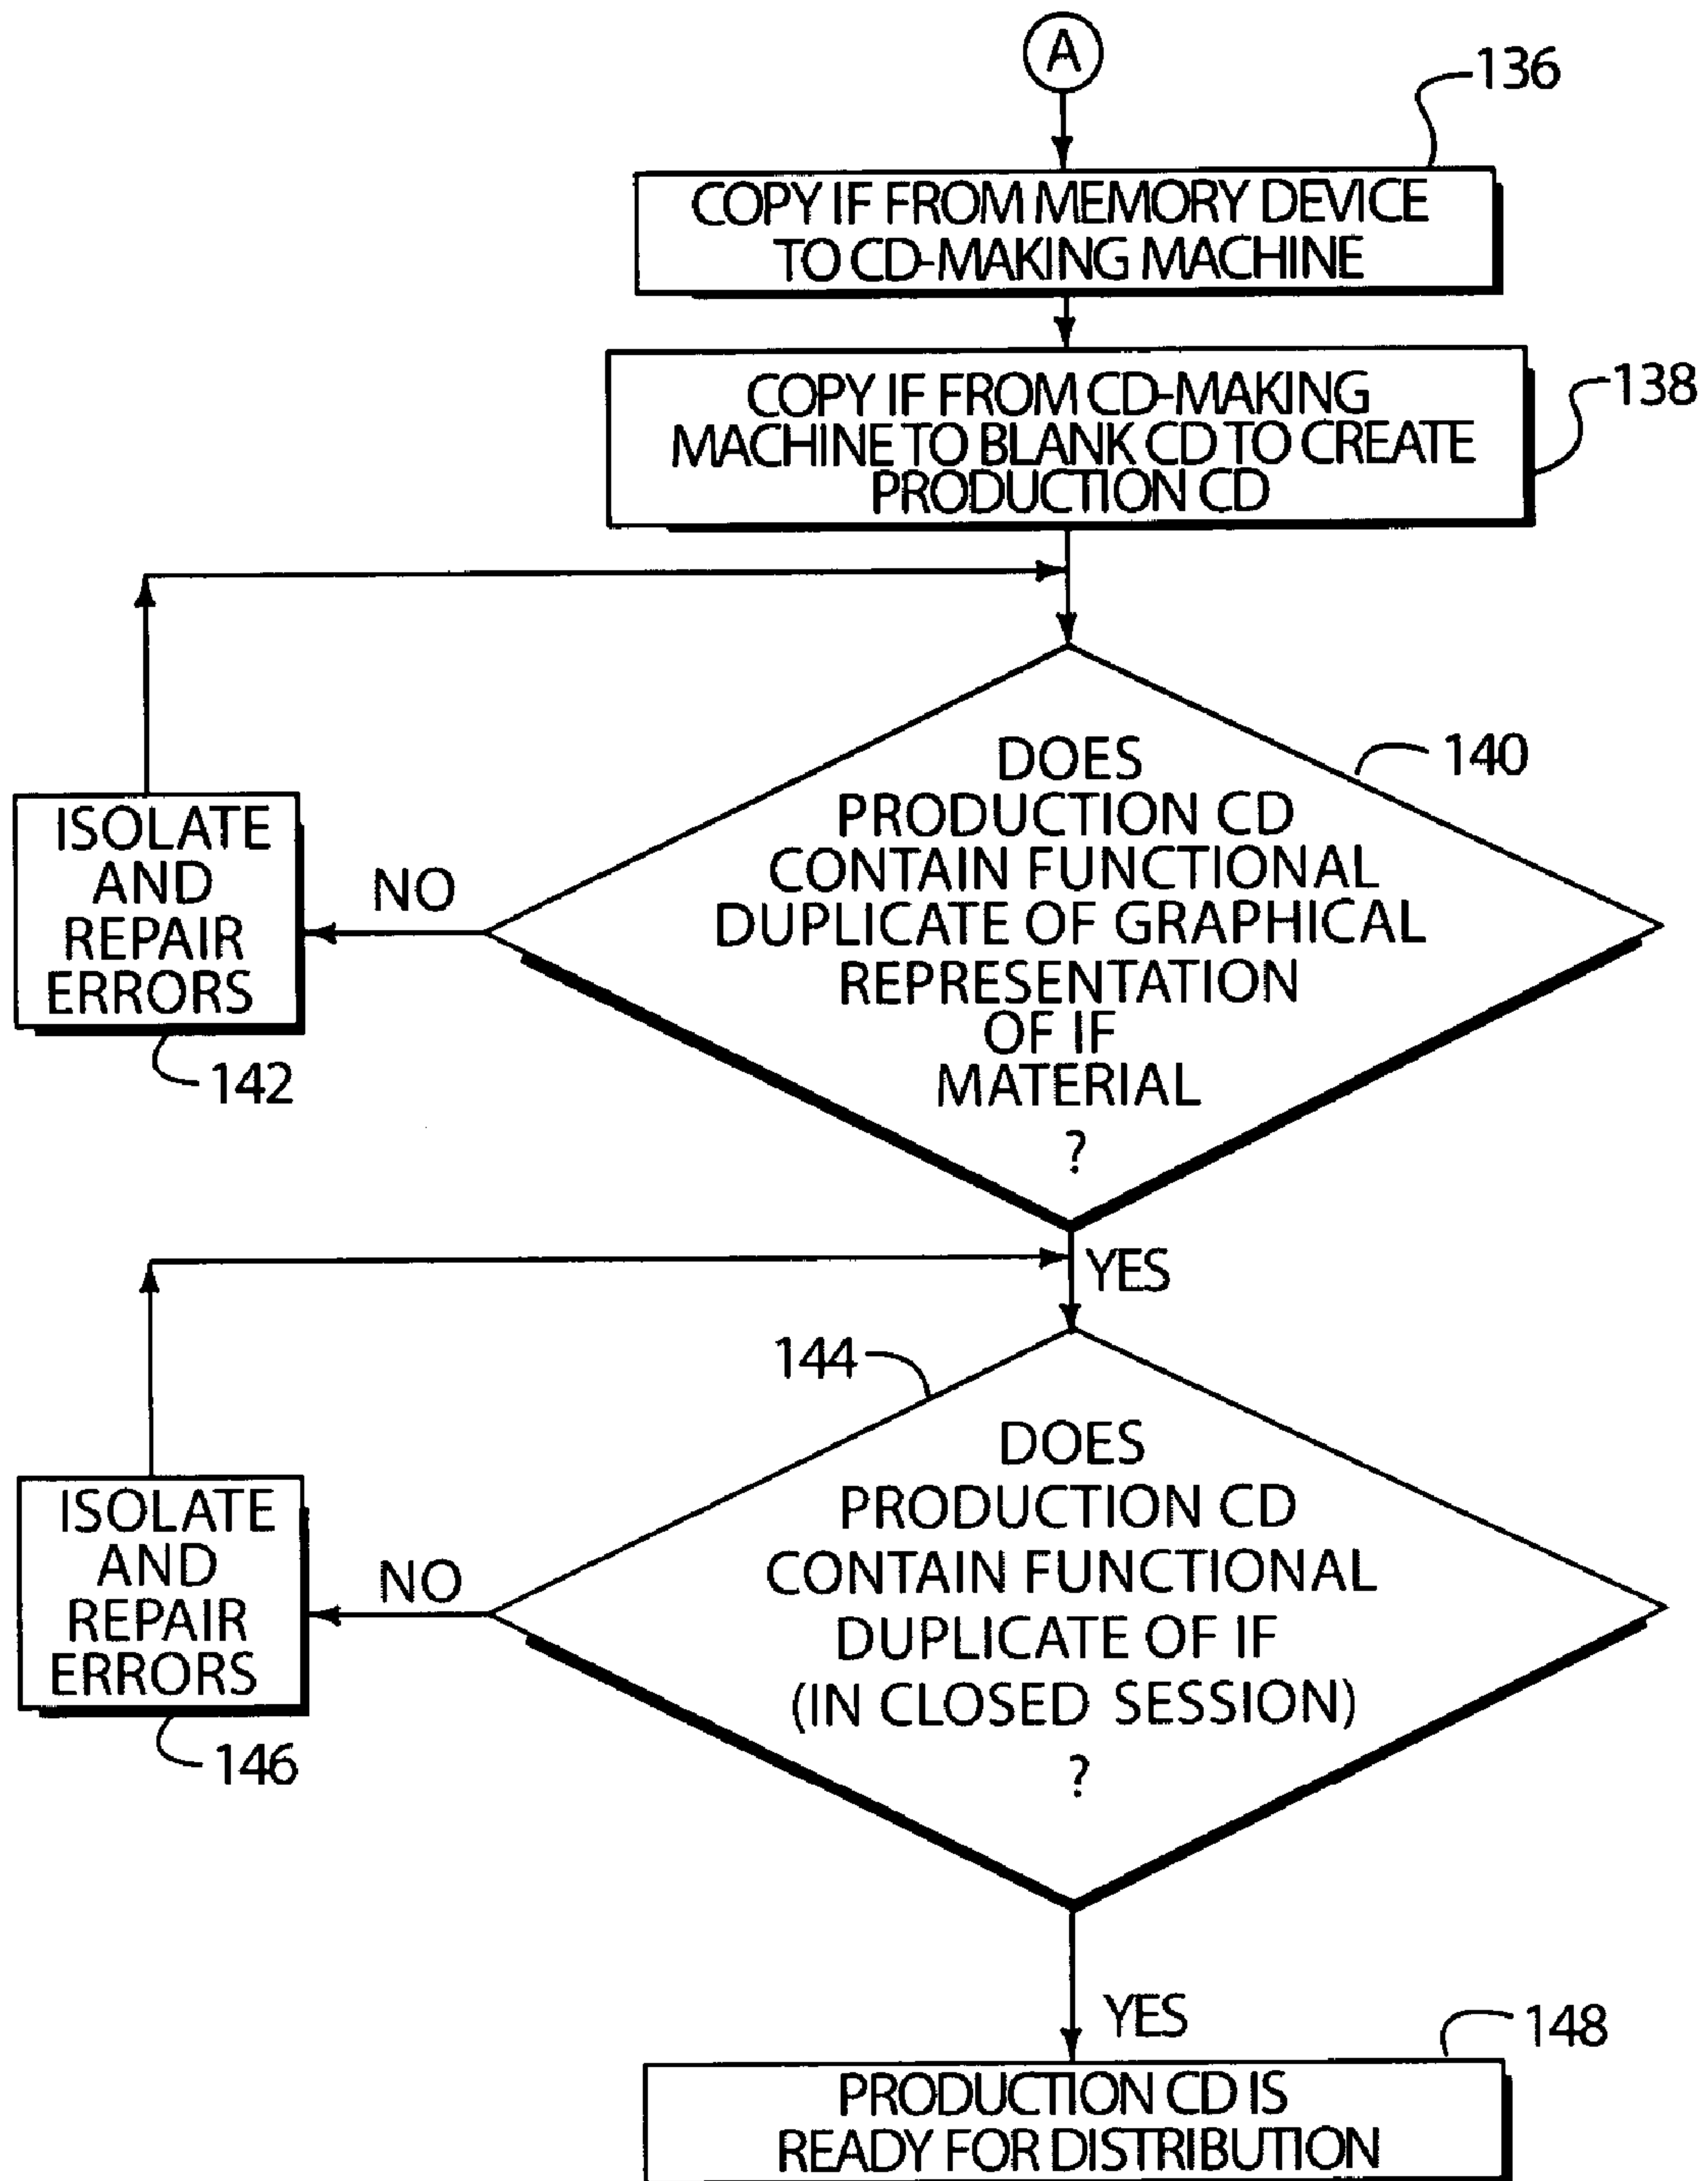 A
136
COPY IF FROM MEMORY DEVICE
TO CD-MAKING MACHINE
COPY IF FROM CD-MAKING
MACHINE TO BLANK CD TO CREATE
PRODUCTION CD
138
DOES
PRODUCTION CD
CONTAIN FUNCTIONAL
DUPLICATE OF GRAPHICAL
REPRESENTATION
OF IF
MATERIAL
?
140
NO
ISOLATE
AND
REPAIR
ERRORS
142
YES
144
DOES
PRODUCTION CD
CONTAIN FUNCTIONAL
DUPLICATE OF IF
(IN CLOSED SESSION)
?
NO
ISOLATE
AND
REPAIR
ERRORS
146
YES
148
PRODUCTION CD IS
READY FOR DISTRIBUTION